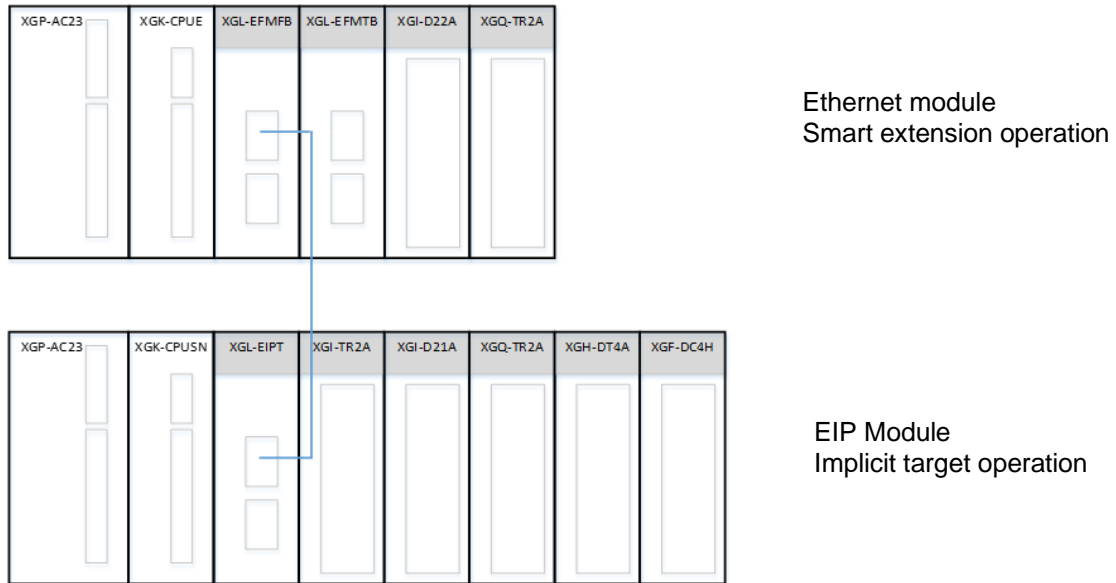 XGP-AC23 XGK-CPUE XGL-EFMFB XGL-EFMTB XGI-D22A XGQ-TR2A
Ethernet module
Smart extension operation
XGP-AC23 XGK-CPUSN XGL-EIPT XGI-TR2A XGI-D21A XGQ-TR2A XGH-DT4A XGF-DC4H
EIP Module
Implicit target operation